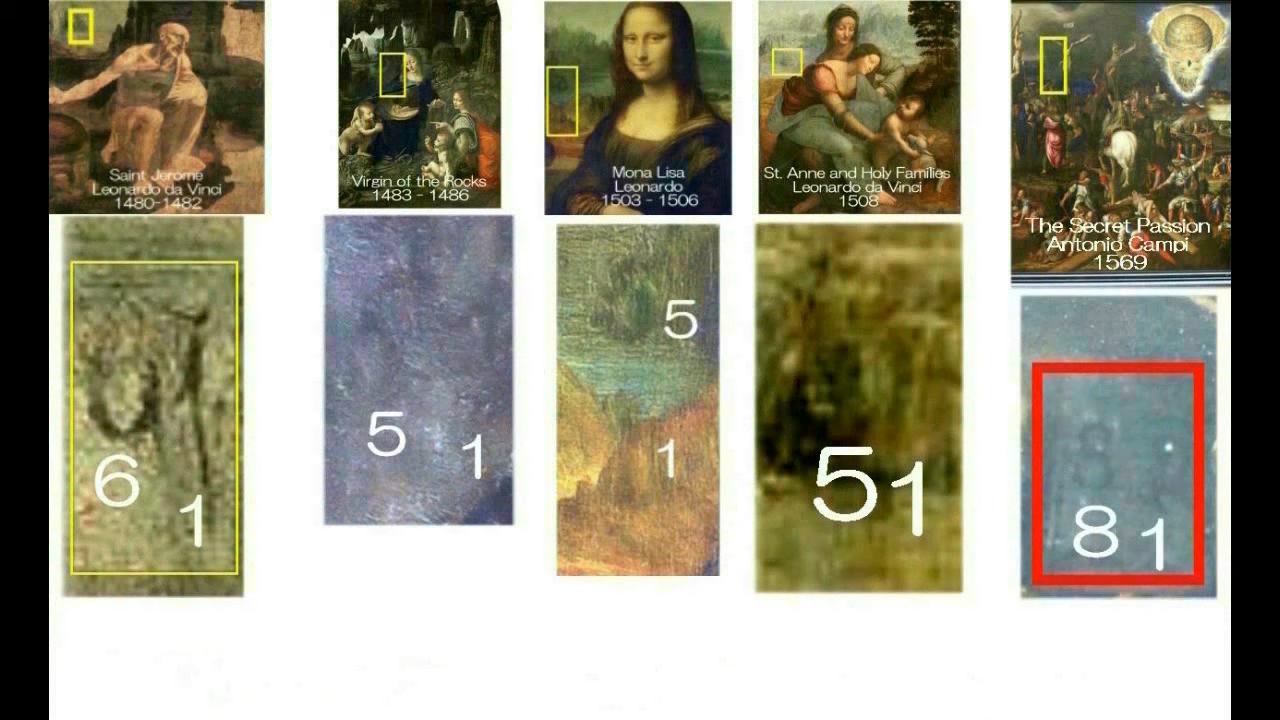 Saint Jerome
Leonardo da Vinci
1480-1482
Virgin of the Rocks
1483 - 1486
Mona Lisa
Leonardo
1503 - 1506
St. Anne and Holy Families
Leonardo da Vinci
1508
The Secret Passion
Antonio Campi
1569
6
1
5
1
5
1
51
8
1